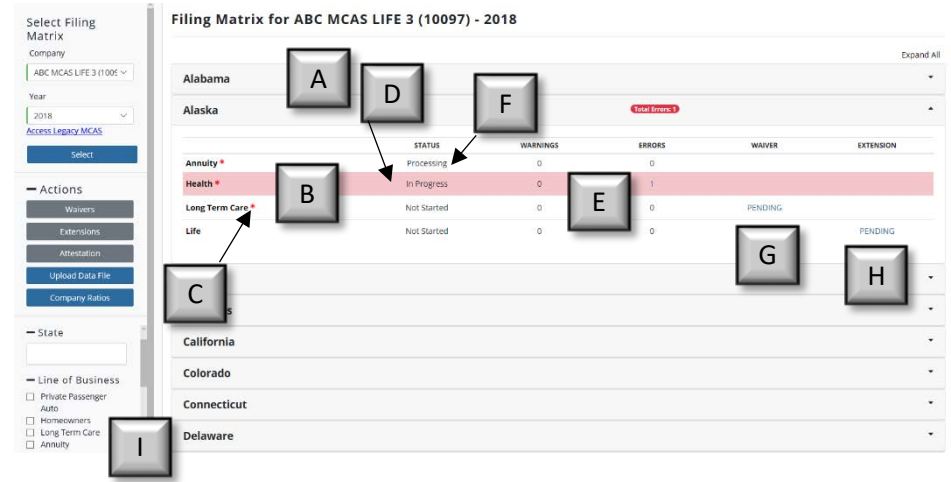 Select Filing
Matrix
Company
ABC MCAS LIFE 3 (1009
Year
2018
Access Legacy MCAS
Select
Actions
Waivers
Extensions
Attestation
Upload Data File
Company Ratios
State
Line of Business
Private Passenger
Auto
Homeowners
Long Term Care
Annuity
Filing Matrix for ABC MCAS LIFE 3 (10097) - 2018
Expand All
Alabama
Alaska Total Errors: 1
STATUS WARNINGS ERRORS WAIVER EXTENSION
Annuity * Processing 0 0
Health * In Progress 0 1
Long Term Care * Not Started 0 0 PENDING
Life Not Started 0 0 PENDING
s
California
Colorado
Connecticut
Delaware
A
D
F
B
E
C
G
H
I